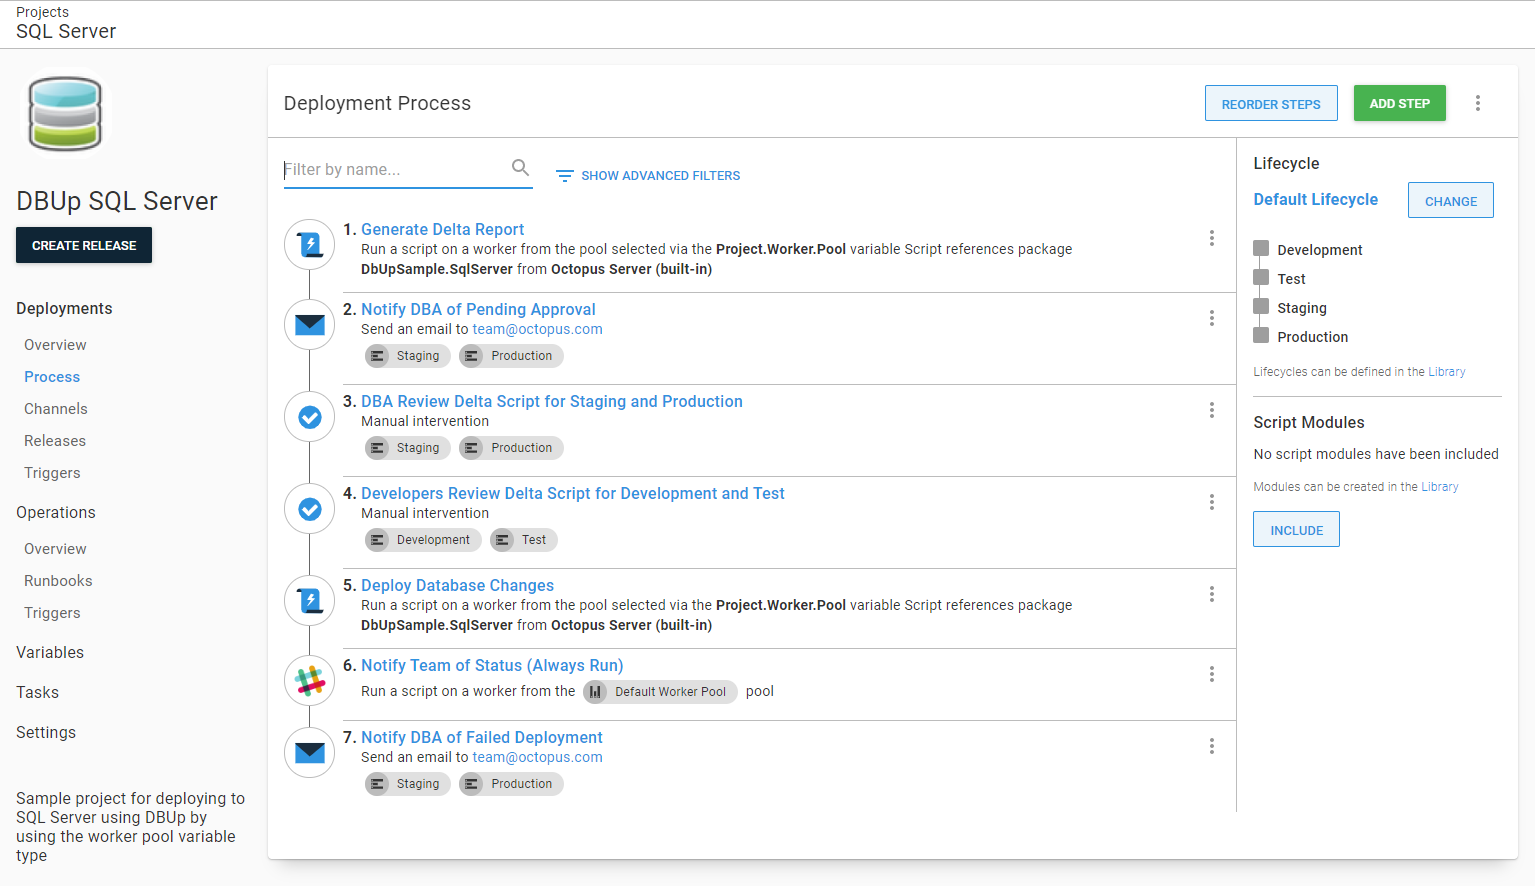 Projects
SQL Server
DBUp SQL Server
CREATE RELEASE
Deployments
Overview
Process
Channels
Releases
Triggers
Operations
Overview
Runbooks
Triggers
Variables
Tasks
Settings
Sample project for deploying to
SQL Server using DBUp by
using the worker pool variable
type
Deployment Process
REORDER STEPS
ADD STEP
Filter by name...
SHOW ADVANCED FILTERS
1. Generate Delta Report
Run a script on a worker from the pool selected via the Project.Worker.Pool variable Script references package
DbUpSample.SqlServer from Octopus Server (built-in)
2. Notify DBA of Pending Approval
Send an email to team@octopus.com
Staging Production
3. DBA Review Delta Script for Staging and Production
Manual intervention
Staging Production
4. Developers Review Delta Script for Development and Test
Manual intervention
Development Test
5. Deploy Database Changes
Run a script on a worker from the pool selected via the Project.Worker.Pool variable Script references package
DbUpSample.SqlServer from Octopus Server (built-in)
6. Notify Team of Status (Always Run)
Run a script on a worker from the Default Worker Pool pool
7. Notify DBA of Failed Deployment
Send an email to team@octopus.com
Staging Production
Lifecycle
Default Lifecycle
CHANGE
Development
Test
Staging
Production
Lifecycles can be defined in the Library
Script Modules
No script modules have been included
Modules can be created in the Library
INCLUDE